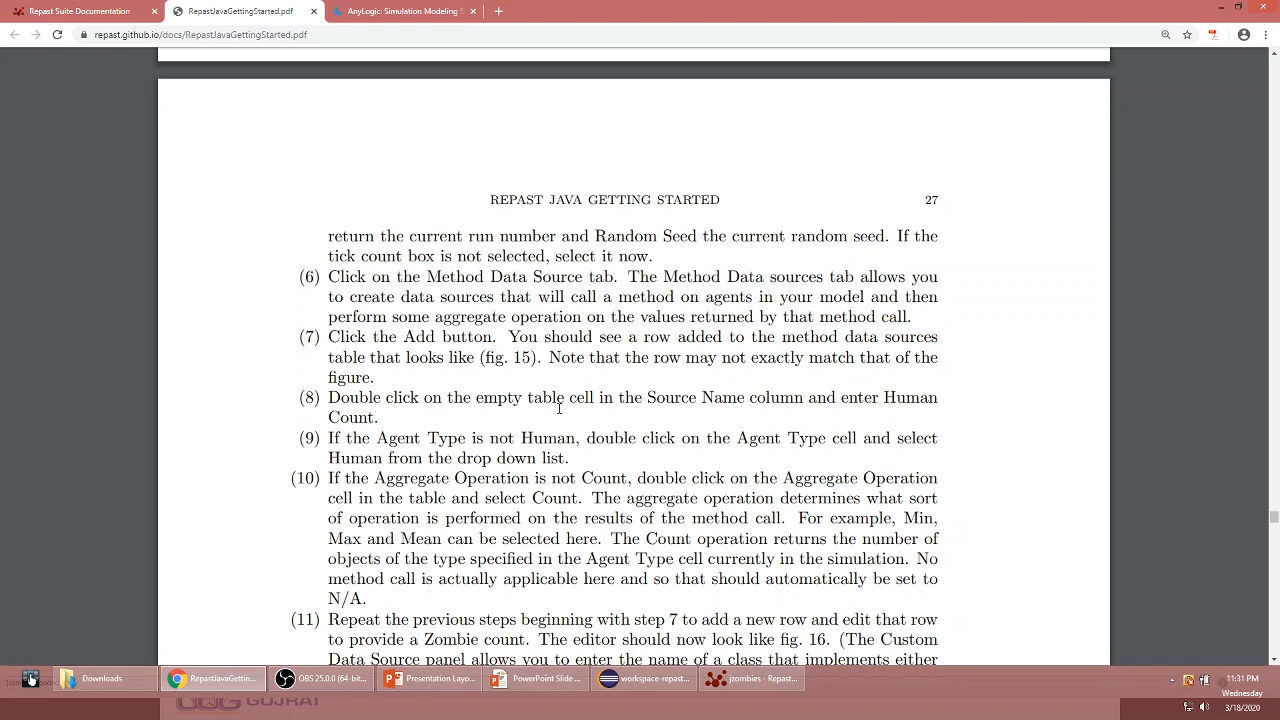 Repast Suite Documentation
RepastJavaGettingStarted.pdf
AnyLogic: Simulation Modeling S
repast.github.io/docs/RepastJavaGettingStarted.pdf
REPAST JAVA GETTING STARTED 27
return the current run number and Random Seed the current random seed. If the
tick count box is not selected, select it now.
(6) Click on the Method Data Source tab. The Method Data sources tab allows you
to create data sources that will call a method on agents in your model and then
perform some aggregate operation on the values returned by that method call.
(7) Click the Add button. You should see a row added to the method data sources
table that looks like (fig. 15). Note that the row may not exactly match that of the
figure.
(8) Double click on the empty table cell in the Source Name column and enter Human
Count.
(9) If the Agent Type is not Human, double click on the Agent Type cell and select
Human from the drop down list.
(10) If the Aggregate Operation is not Count, double click on the Aggregate Operation
cell in the table and select Count. The aggregate operation determines what sort
of operation is performed on the results of the method call. For example, Min,
Max and Mean can be selected here. The Count operation returns the number of
objects of the type specified in the Agent Type cell currently in the simulation. No
method call is actually applicable here and so that should automatically be set to
N/A.
(11) Repeat the previous steps beginning with step 7 to add a new row and edit that row
to provide a Zombie count. The editor should now look like fig. 16. (The Custom
Data Source panel allows you to enter the name of a class that implements either
Downloads
RepastJavaGettin...
OBS 25.0.0 (64-bit...
Presentation Layo...
PowerPoint Slide ...
workspace-repast...
jzombies - Repast...
11:31 PM
Wednesday
3/18/2020
GUJRAT